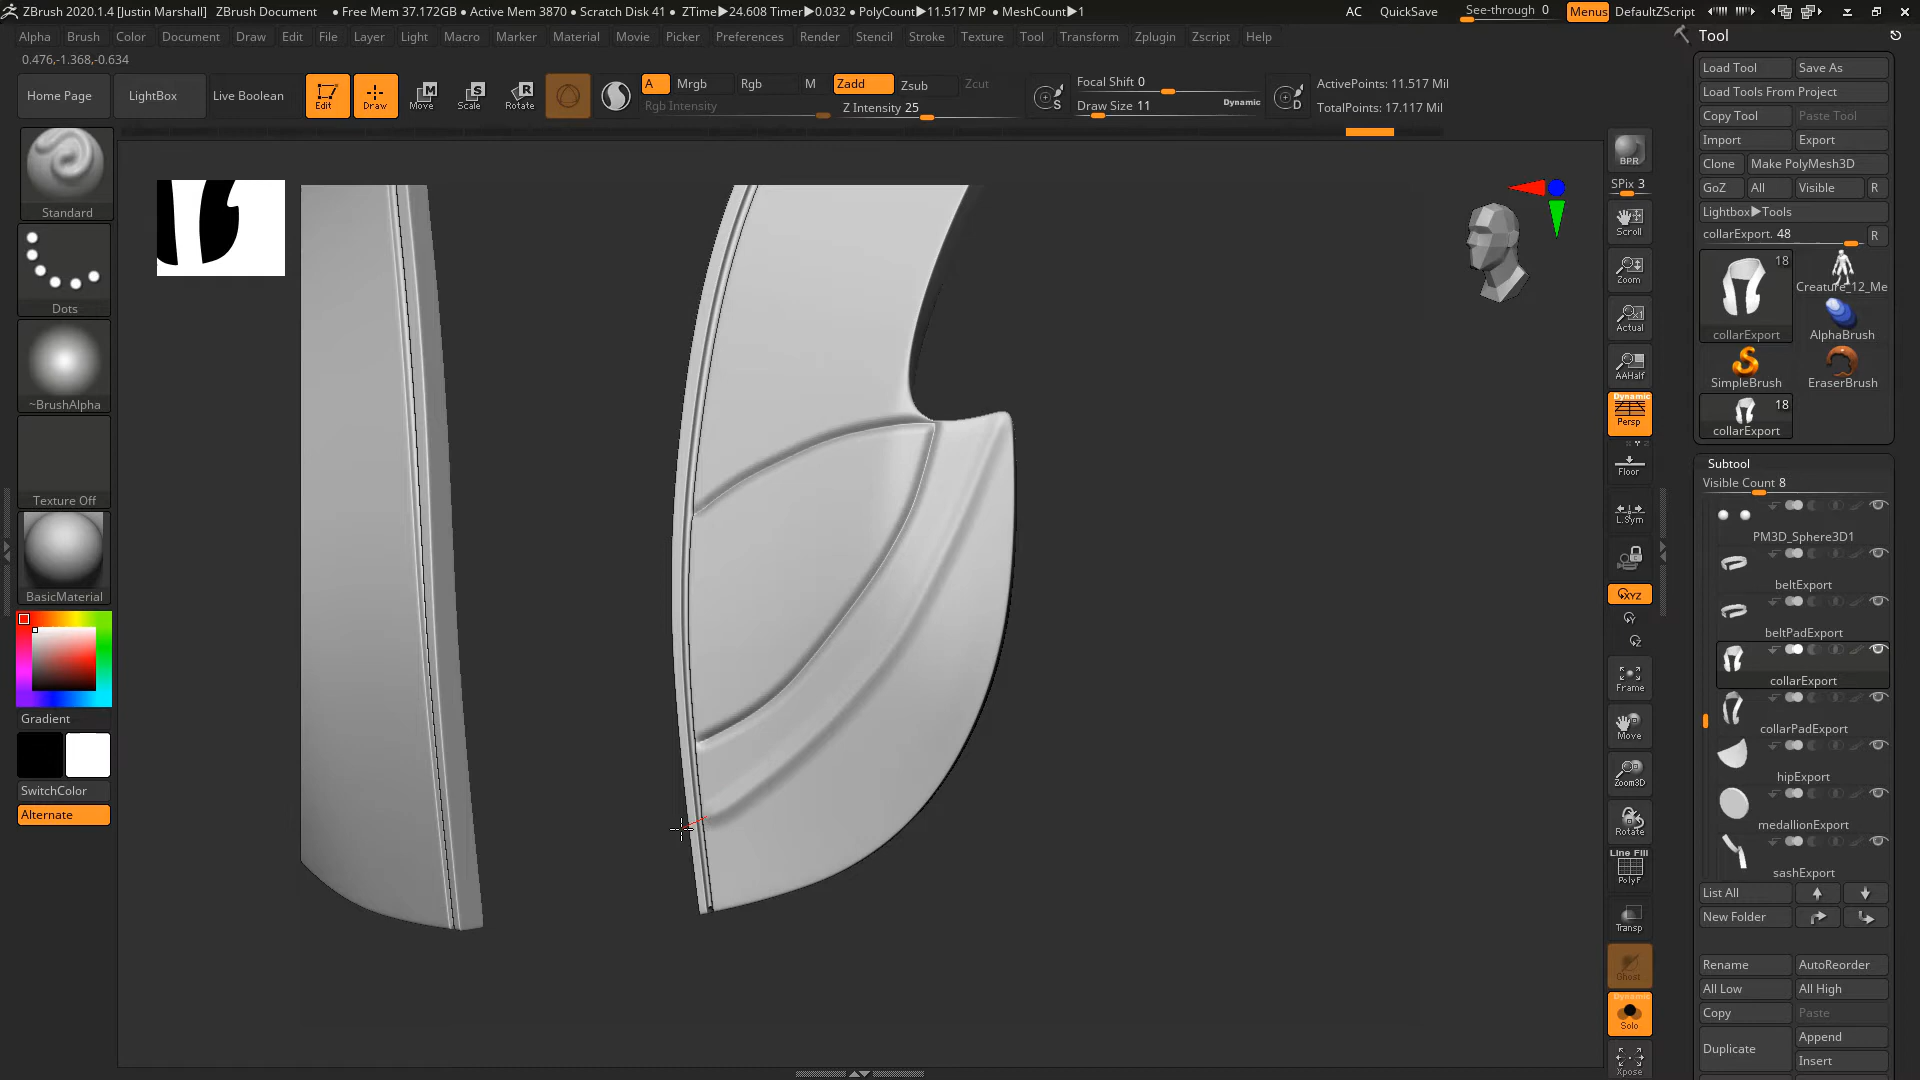 ZBrush 2020.1.4 [Justin Marshall] ZBrush Document ● Free Mem 37.172GB ● Active Mem 3870 ● Scratch Disk 41 ● ZTime▶24.608 Timer▶0.032 ● PolyCount▶11.517 MP ● MeshCount▶1 AC QuickSave See-through 0 Menus DefaultZScript
Alpha Brush Color Document Draw Edit File Layer Light Macro Marker Material Movie Picker Preferences Render Stencil Stroke Texture Tool Transform Zplugin Zscript Help
0.476,-1.368,-0.634
Home Page LightBox Live Boolean Edit Draw Move Scale Rotate
A Mrgb Rgb M Zadd Zsub Zcut
Rgb Intensity Z Intensity 25
Focal Shift 0
Draw Size 11 Dynamic
S D
ActivePoints: 11.517 Mil
TotalPoints: 17.117 Mil
Standard
Dots
~BrushAlpha
Texture Off
BasicMaterial
Gradient
SwitchColor
Alternate
BPR
SPix 3
Scroll
Zoom
Actual
AAHalf
Dynamic
Persp
Floor
L.Sym
XYZ
Y
Z
Frame
Move
Zoom3D
Rotate
Line Fill
PolyF
Transp
Ghost
Dynamic
Solo
Xpose
Tool
Load Tool Save As
Load Tools From Project
Copy Tool Paste Tool
Import Export
Clone Make PolyMesh3D
GoZ All Visible R
Lightbox▶Tools
collarExport. 48 R
18
collarExport Creature_12_Me
AlphaBrush
SimpleBrush EraserBrush
18
collarExport
Subtool
Visible Count 8
PM3D_Sphere3D1
beltExport
beltPadExport
collarExport
collarPadExport
hipExport
medallionExport
sashExport
List All
New Folder
Rename AutoReorder
All Low All High
Copy Paste
Duplicate Append
Insert